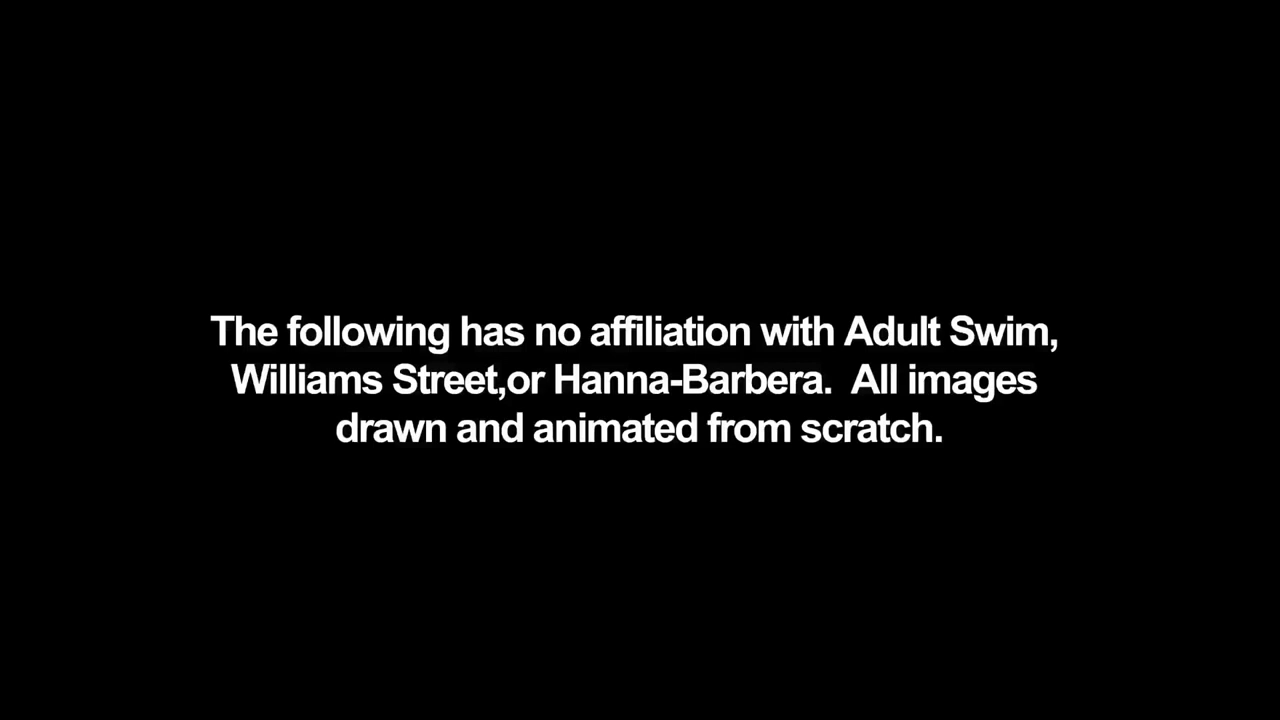 The following has no affiliation with Adult Swim,
Williams Street,or Hanna-Barbera.  All images
drawn and animated from scratch.